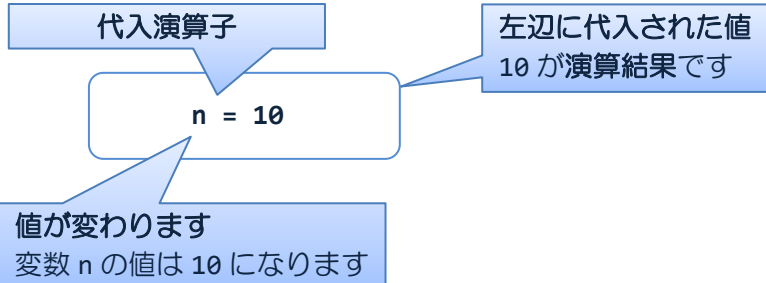 代入演算子
左辺に代入された値
10 が演算結果です
n = 10
値が変わります
変数 n の値は 10 になります